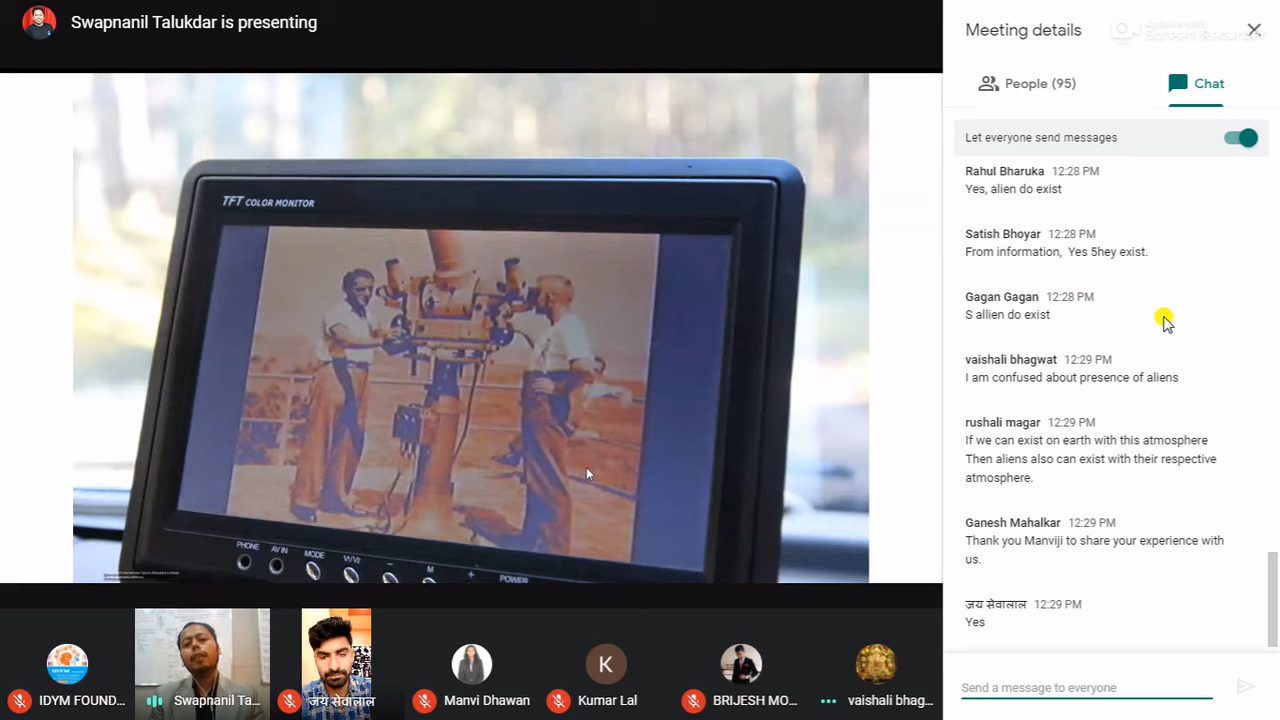 Swapnanil Talukdar is presenting
TFT COLOR MONITOR
PHONE
AV IN
MODE
V1/V2
−
M
+
POWER
IDYM FOUND...
Swapnanil Ta...
जय सेवालाल
Manvi Dhawan
K
Kumar Lal
BRIJESH MO...
vaishali bhag...
Meeting details
Screen Recorder
People (95)
Chat
Let everyone send messages
Rahul Bharuka 12:28 PM
Yes, alien do exist
Satish Bhoyar 12:28 PM
From information, Yes 5hey exist.
Gagan Gagan 12:28 PM
S allien do exist
vaishali bhagwat 12:29 PM
I am confused about presence of aliens
rushali magar 12:29 PM
If we can exist on earth with this atmosphere
Then aliens also can exist with their respective
atmosphere.
Ganesh Mahalkar 12:29 PM
Thank you Manviji to share your experience with
us.
जय सेवालाल 12:29 PM
Yes
Send a message to everyone